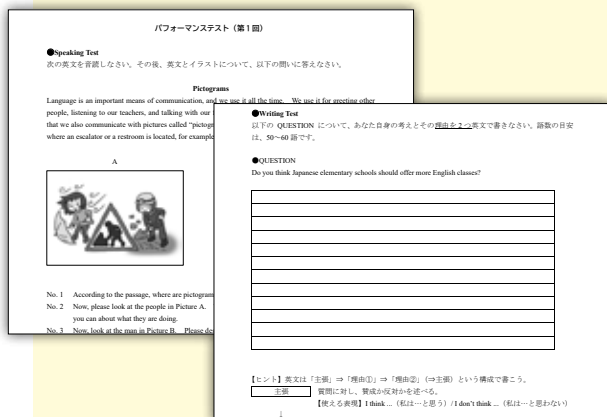 パフォーマンステスト（第1回）
●Speaking Test
次の英文を音読しなさい。その後、英文とイラストについて、以下の問いに答えなさい。
Pictograms
Language is an important means of communication, and we use it all the time. We use it for greeting other
people, listening to our teachers, and talking with our
that we also communicate with pictures called “pictogr
where an escalator or a restroom is located, for example
A
No. 1 According to the passage, where are pictogram
No. 2 Now, please look at the people in Picture A.
you can about what they are doing.
No. 3 Now, look at the man in Picture B. Please des
●Writing Test
以下の QUESTION について、あなた自身の考えとその理由を2つ英文で書きなさい。語数の目安
は、50～60 語です。
●QUESTION
Do you think Japanese elementary schools should offer more English classes?
【ヒント】英文は「主張」⇒「理由①」⇒「理由②」（⇒主張）という構成で書こう。
主張 質問に対し、賛成か反対かを述べる。
【使える表現】I think ...（私は…と思う）/ I don't think ...（私は…と思わない）
↓